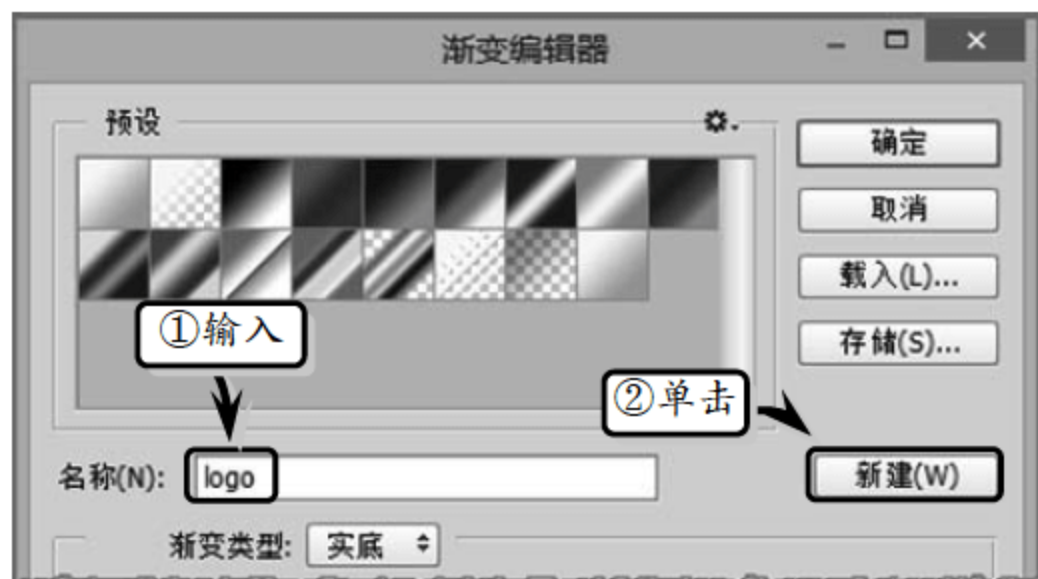 渐变编辑器
预设
确定
取消
载入(L)...
存储(S)...
①输入
②单击
名称(N): logo
新建(W)
渐变类型: 实底